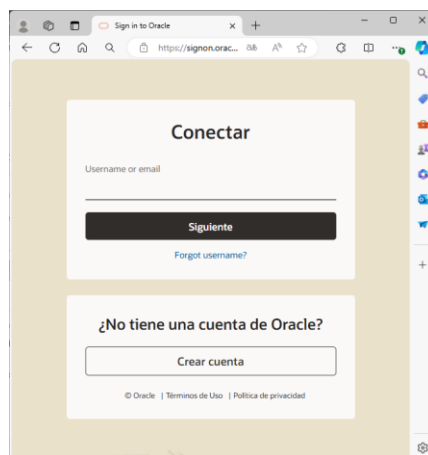 Sign in to Oracle
https://signon.orac...
Conectar
Username or email
Siguiente
Forgot username?
¿No tiene una cuenta de Oracle?
Crear cuenta
© Oracle | Términos de Uso | Política de privacidad